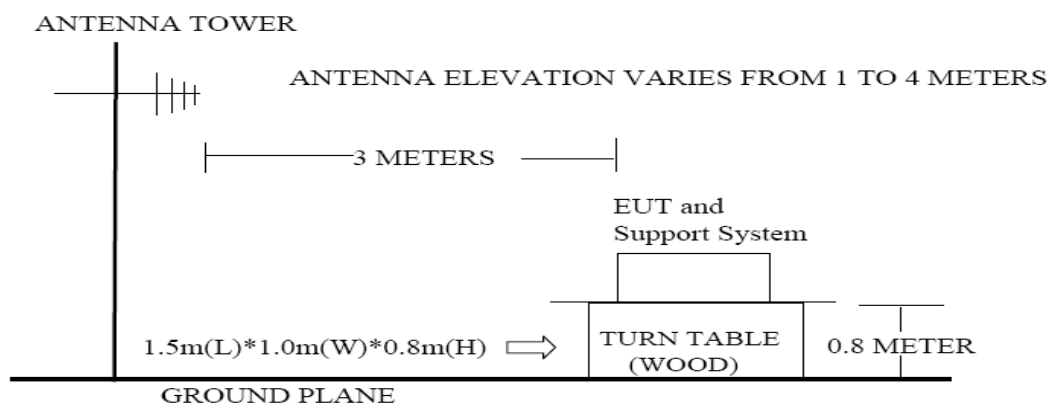 ANTENNA TOWER
ANTENNA ELEVATION VARIES FROM 1 TO 4 METERS
3 METERS
EUT and
Support System
1.5m(L)*1.0m(W)*0.8m(H)
TURN TABLE
(WOOD)
0.8 METER
GROUND PLANE